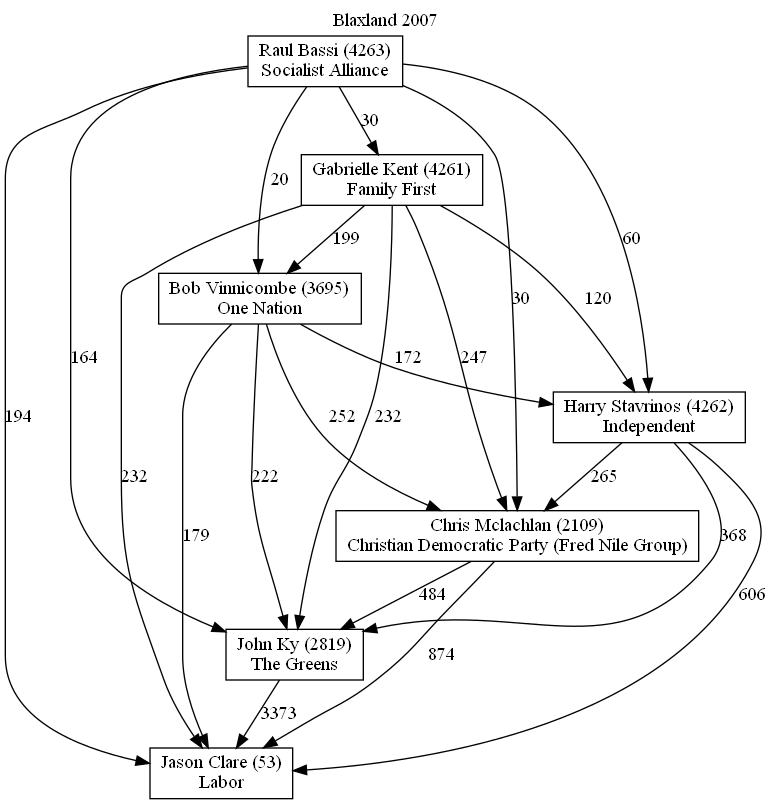 Blaxland 2007
Raul Bassi (4263)
Socialist Alliance
30
Gabrielle Kent (4261)
Family First
20
199
60
Bob Vinnicombe (3695)
One Nation
120
30
164
172
247
194
252
232
Harry Stavrinos (4262)
Independent
232
222
265
179
Chris Mclachlan (2109)
Christian Democratic Party (Fred Nile Group)
368
484
606
John Ky (2819)
The Greens
874
3373
Jason Clare (53)
Labor